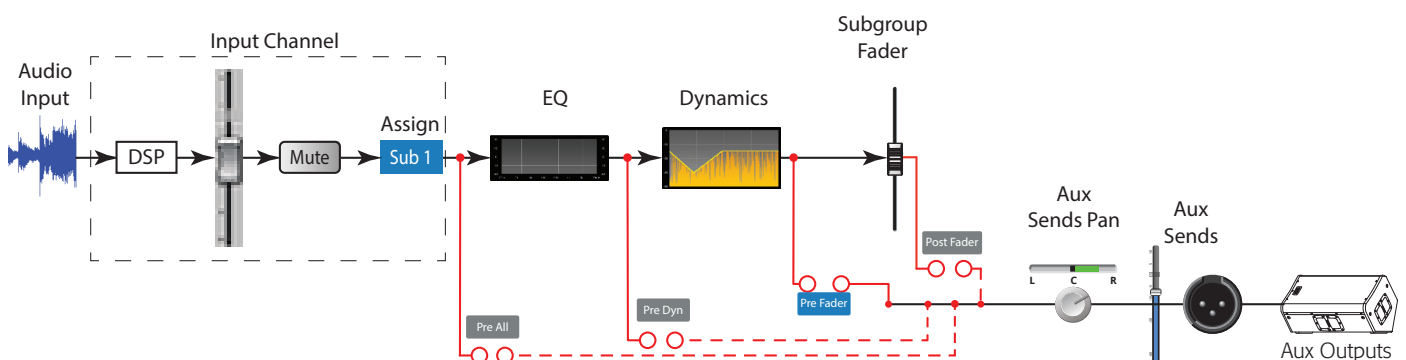 Input Channel
Audio
Input
DSP
Mute
Assign
Sub 1
EQ
Dynamics
Subgroup
Fader
Aux
Sends Pan
L C R
Aux
Sends
Post Fader
Pre Fader
Pre Dyn
Pre All
Aux Outputs